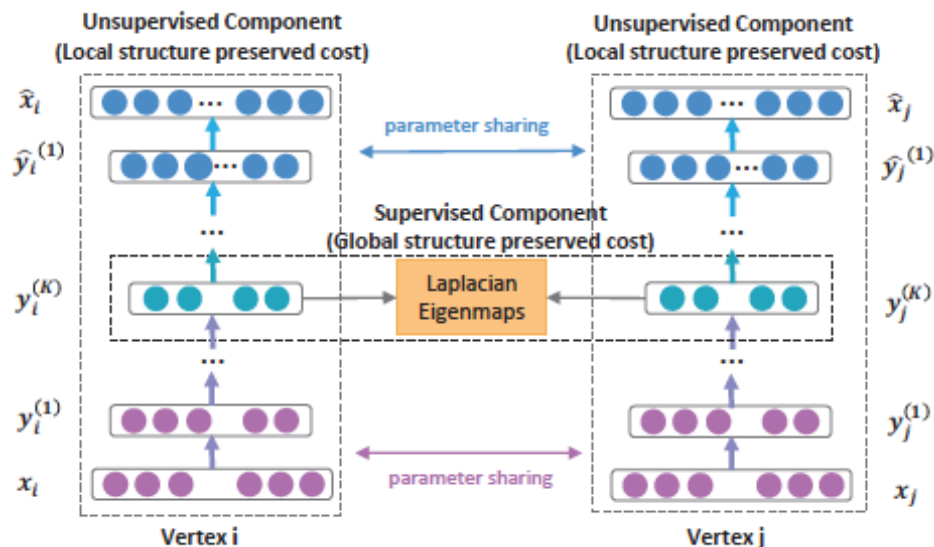 Unsupervised Component
(Local structure preserved cost)
Unsupervised Component
(Local structure preserved cost)
x̂ᵢ
...
...
x̂ⱼ
parameter sharing
ŷᵢ⁽¹⁾
...
...
ŷⱼ⁽¹⁾
Supervised Component
(Global structure preserved cost)
...
...
yᵢ⁽ᴷ⁾
Laplacian
Eigenmaps
yⱼ⁽ᴷ⁾
...
...
yᵢ⁽¹⁾
yⱼ⁽¹⁾
parameter sharing
xᵢ
xⱼ
Vertex i
Vertex j